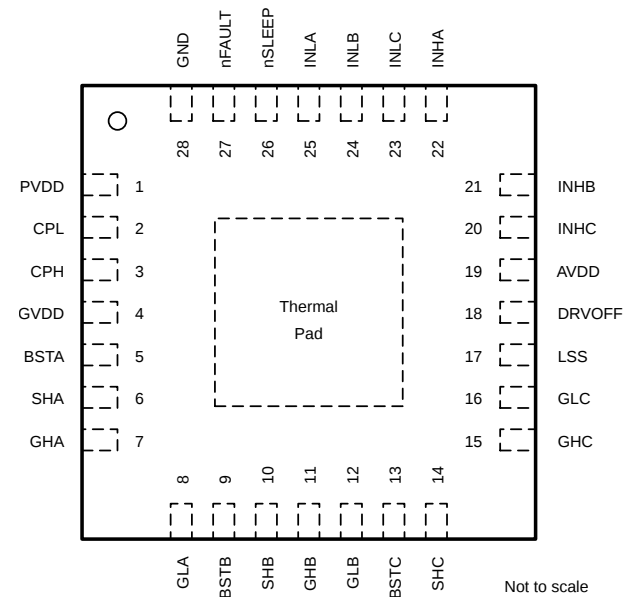 GND
nFAULT
nSLEEP
INLA
INLB
INLC
INHA
28
27
26
25
24
23
22
PVDD 1
CPL 2
CPH 3
GVDD 4
BSTA 5
SHA 6
GHA 7
Thermal
Pad
21 INHB
20 INHC
19 AVDD
18 DRVOFF
17 LSS
16 GLC
15 GHC
8
9
10
11
12
13
14
GLA
BSTB
SHB
GHB
GLB
BSTC
SHC
Not to scale